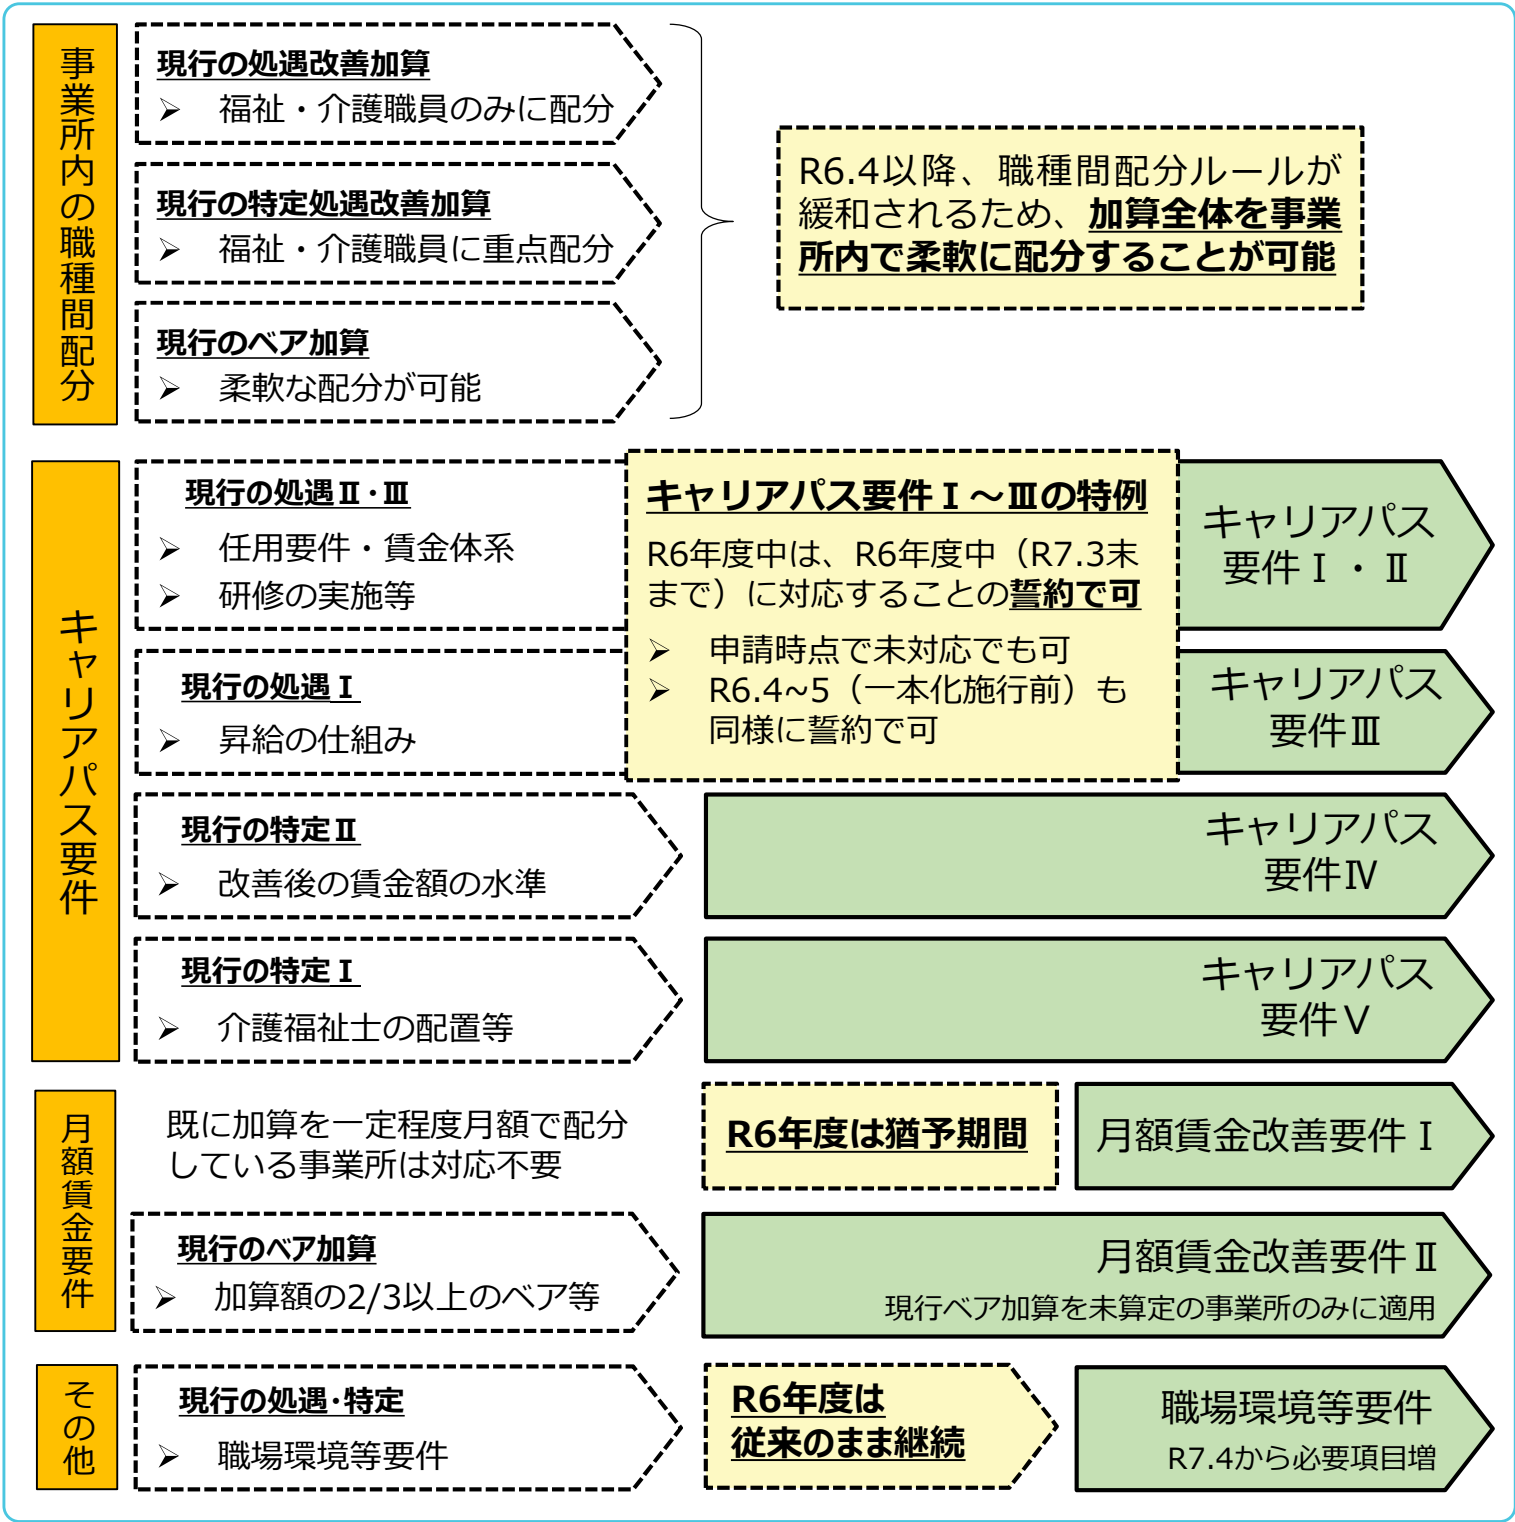 事業所内の職種間配分
現行の処遇改善加算
➢ 福祉・介護職員のみに配分
現行の特定処遇改善加算
➢ 福祉・介護職員に重点配分
現行のベア加算
➢ 柔軟な配分が可能
R6.4以降、職種間配分ルールが
緩和されるため、加算全体を事業
所内で柔軟に配分することが可能
キャリアパス要件
現行の処遇Ⅱ・Ⅲ
➢ 任用要件・賃金体系
➢ 研修の実施等
現行の処遇Ⅰ
➢ 昇給の仕組み
キャリアパス要件Ⅰ～Ⅲの特例
R6年度中は、R6年度中（R7.3末
まで）に対応することの誓約で可
➢ 申請時点で未対応でも可
➢ R6.4~5（一本化施行前）も
同様に誓約で可
キャリアパス
要件Ⅰ・Ⅱ
キャリアパス
要件Ⅲ
現行の特定Ⅱ
➢ 改善後の賃金額の水準
キャリアパス
要件Ⅳ
現行の特定Ⅰ
➢ 介護福祉士の配置等
キャリアパス
要件Ⅴ
月額賃金要件
既に加算を一定程度月額で配分
している事業所は対応不要
R6年度は猶予期間
月額賃金改善要件Ⅰ
現行のベア加算
➢ 加算額の2/3以上のベア等
月額賃金改善要件Ⅱ
現行ベア加算を未算定の事業所のみに適用
その他
現行の処遇・特定
➢ 職場環境等要件
R6年度は
従来のまま継続
職場環境等要件
R7.4から必要項目増